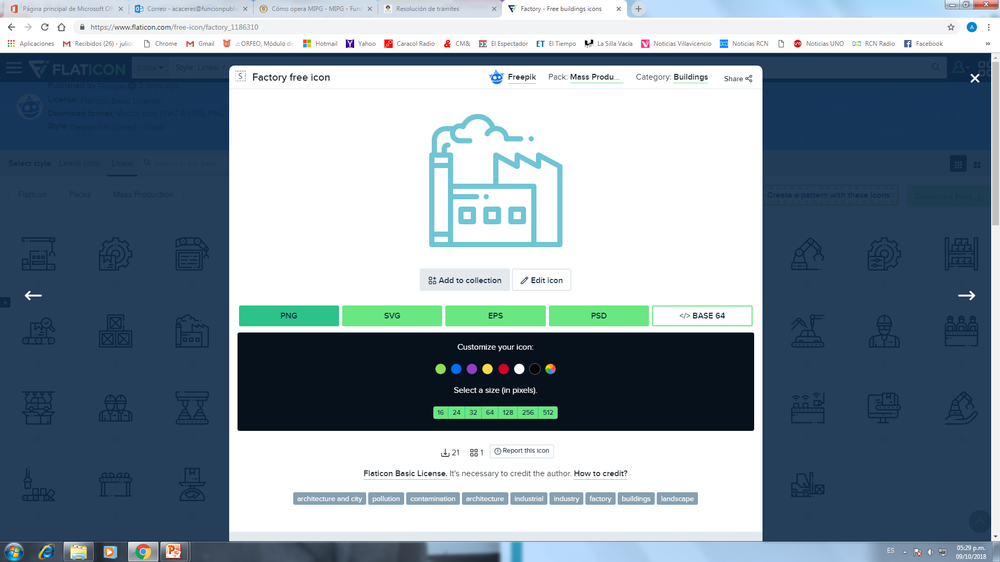 Página principal de Microsoft Of
Correo - acaceres@funcionpublic
Cómo opera MIPG - MIPG - Func
Resolución de trámites
Factory - Free buildings icons
https://www.flaticon.com/free-icon/factory_1186310
A
Aplicaciones
Recibidos (26) - julioc
Chrome
Gmail
.:: ORFEO, Módulo de
Hotmail
Yahoo
Caracol Radio
CM&
El Espectador
El Tiempo
La Silla Vacía
Noticias Villavicencio
Noticias RCN
Noticias UNO
RCN Radio
Facebook
»
FLATICON
Icons
Style: Lineal ×
Published by Freepik 2 days ago
License: Flaticon Basic License
Download format: Vector icon (SVG & EPS), PNG,
Style: Detailed Rounded / Lineal
Select style: Lineal color Lineal
Search in this pack
Flaticon
Packs
Mass Production
Create a pattern with these icons
Download Pack
S
Factory free icon
Freepik
Pack: Mass Produ...
Category: Buildings
Share
Add to collection
Edit icon
PNG
SVG
EPS
PSD
</> BASE 64
Customize your icon:
Select a size (in pixels).
16 24 32 64 128 256 512
21
1
Report this icon
Flaticon Basic License. It's necessary to credit the author. How to credit?
architecture and city pollution contamination architecture industrial industry factory buildings landscape
ES
05:29 p.m.
09/10/2018